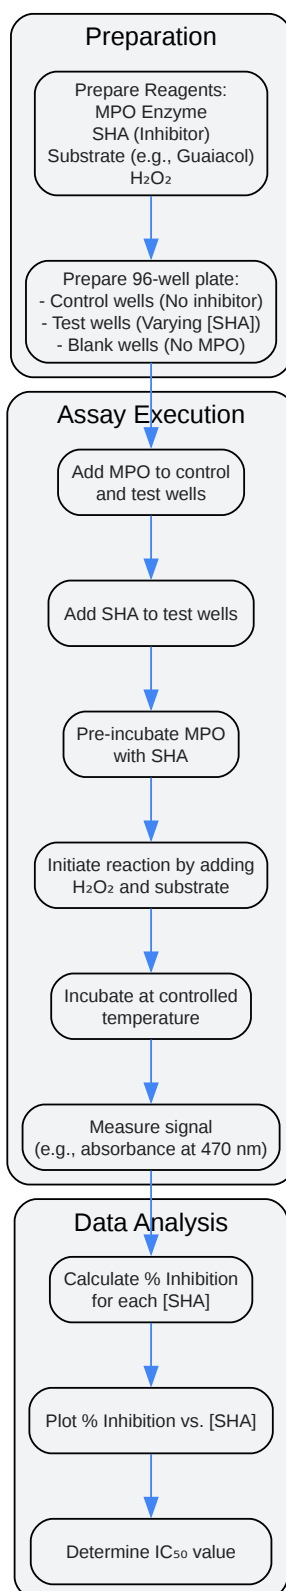 Preparation
Prepare Reagents:
MPO Enzyme
SHA (Inhibitor)
Substrate (e.g., Guaiacol)
H₂O₂
Prepare 96-well plate:
- Control wells (No inhibitor)
- Test wells (Varying [SHA])
- Blank wells (No MPO)
Assay Execution
Add MPO to control
and test wells
Add SHA to test wells
Pre-incubate MPO
with SHA
Initiate reaction by adding
H₂O₂ and substrate
Incubate at controlled
temperature
Measure signal
(e.g., absorbance at 470 nm)
Data Analysis
Calculate % Inhibition
for each [SHA]
Plot % Inhibition vs. [SHA]
Determine IC₅₀ value